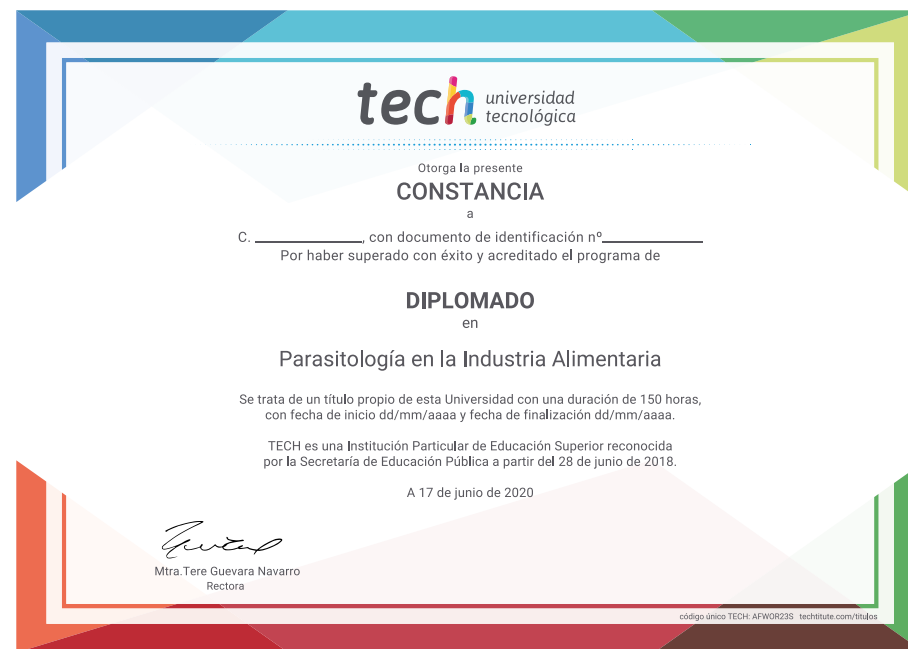 tech universidad
tecnológica
Otorga la presente
CONSTANCIA
a
C. ______________, con documento de identificación nº______________
Por haber superado con éxito y acreditado el programa de
DIPLOMADO
en
Parasitología en la Industria Alimentaria
Se trata de un título propio de esta Universidad con una duración de 150 horas,
con fecha de inicio dd/mm/aaaa y fecha de finalización dd/mm/aaaa.
TECH es una Institución Particular de Educación Superior reconocida
por la Secretaría de Educación Pública a partir del 28 de junio de 2018.
A 17 de junio de 2020
Mtra.Tere Guevara Navarro
Rectora
código único TECH: AFWOR23S techtitute.com/titulos